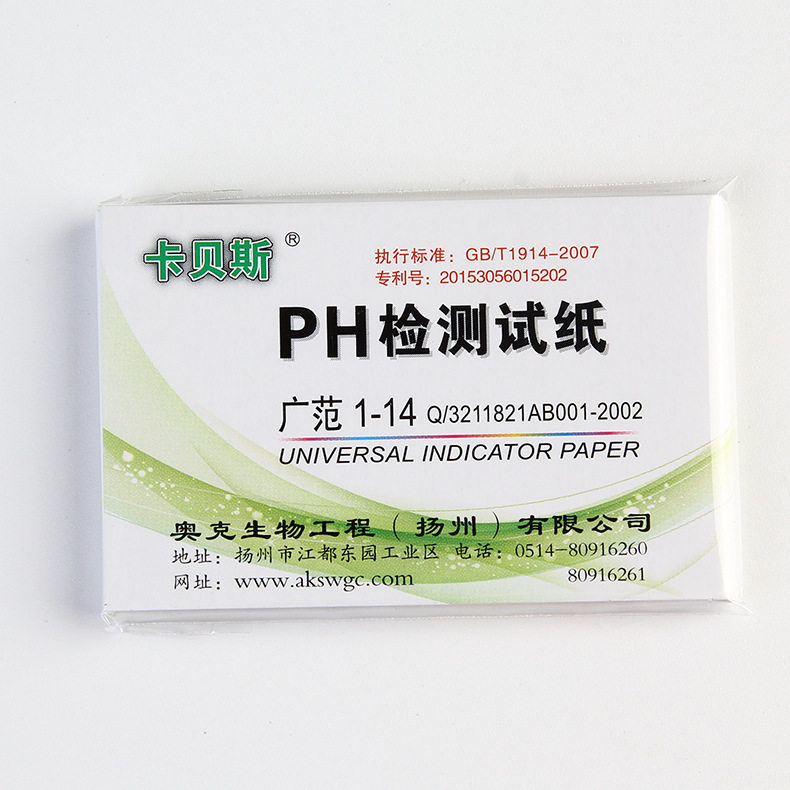 卡贝斯®
执行标准：GB/T1914-2007
专利号：20153056015202
PH检测试纸
广范 1-14 Q/3211821AB001-2002
UNIVERSAL INDICATOR PAPER
奥克生物工程（扬州）有限公司
地址：扬州市江都东园工业区 电话：0514-80916260
网址：www.akswgc.com 80916261